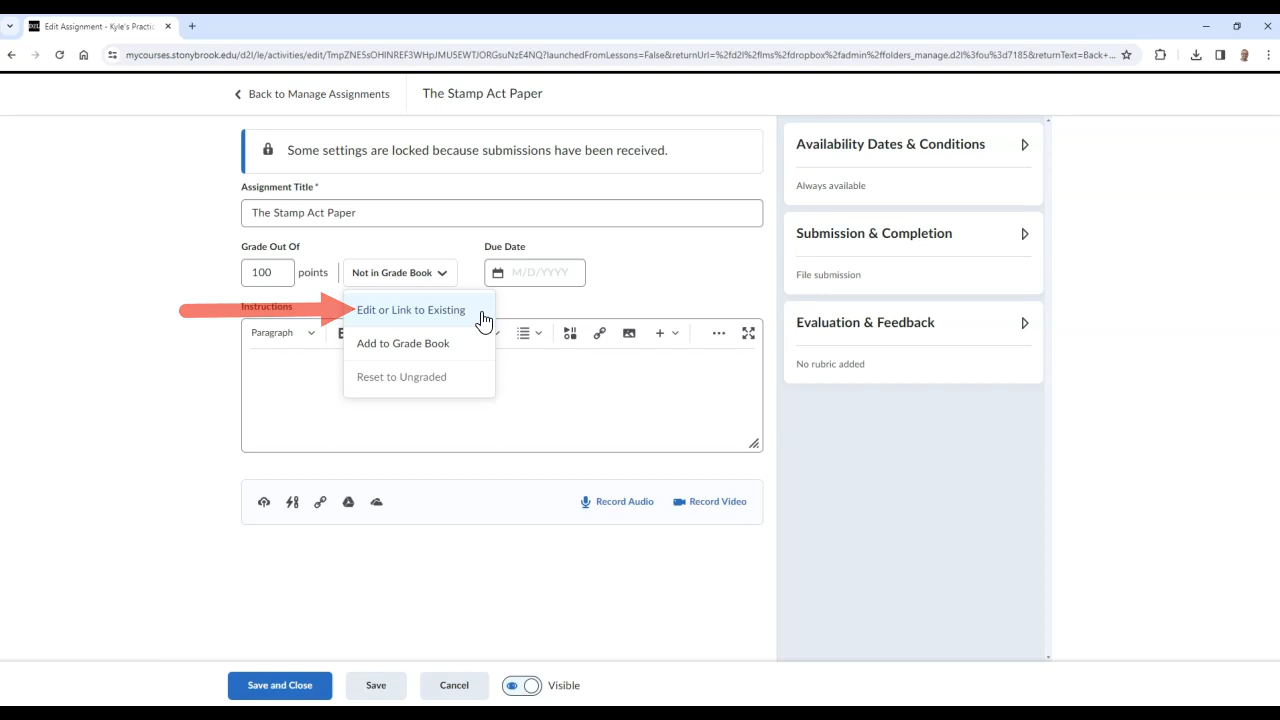 Edit Assignment - Kyle's Practic
mycourses.stonybrook.edu/d2l/le/activities/edit/TmpZNE5sOHlNREF3WHpJMU5EWTJORGsuNzE4NQ?launchedFromLessons=False&returnUrl=%2fd2l%2flms%2fdropbox%2fadmin%2ffolders_manage.d2l%3fou%3d7185&returnText=Back+...
Back to Manage Assignments
The Stamp Act Paper
Some settings are locked because submissions have been received.
Assignment Title*
The Stamp Act Paper
Grade Out Of
Due Date
100 points
Not in Grade Book
M/D/YYYY
Instructions
Edit or Link to Existing
Add to Grade Book
Reset to Ungraded
Paragraph
Record Audio
Record Video
Availability Dates & Conditions
Always available
Submission & Completion
File submission
Evaluation & Feedback
No rubric added
Save and Close
Save
Cancel
Visible